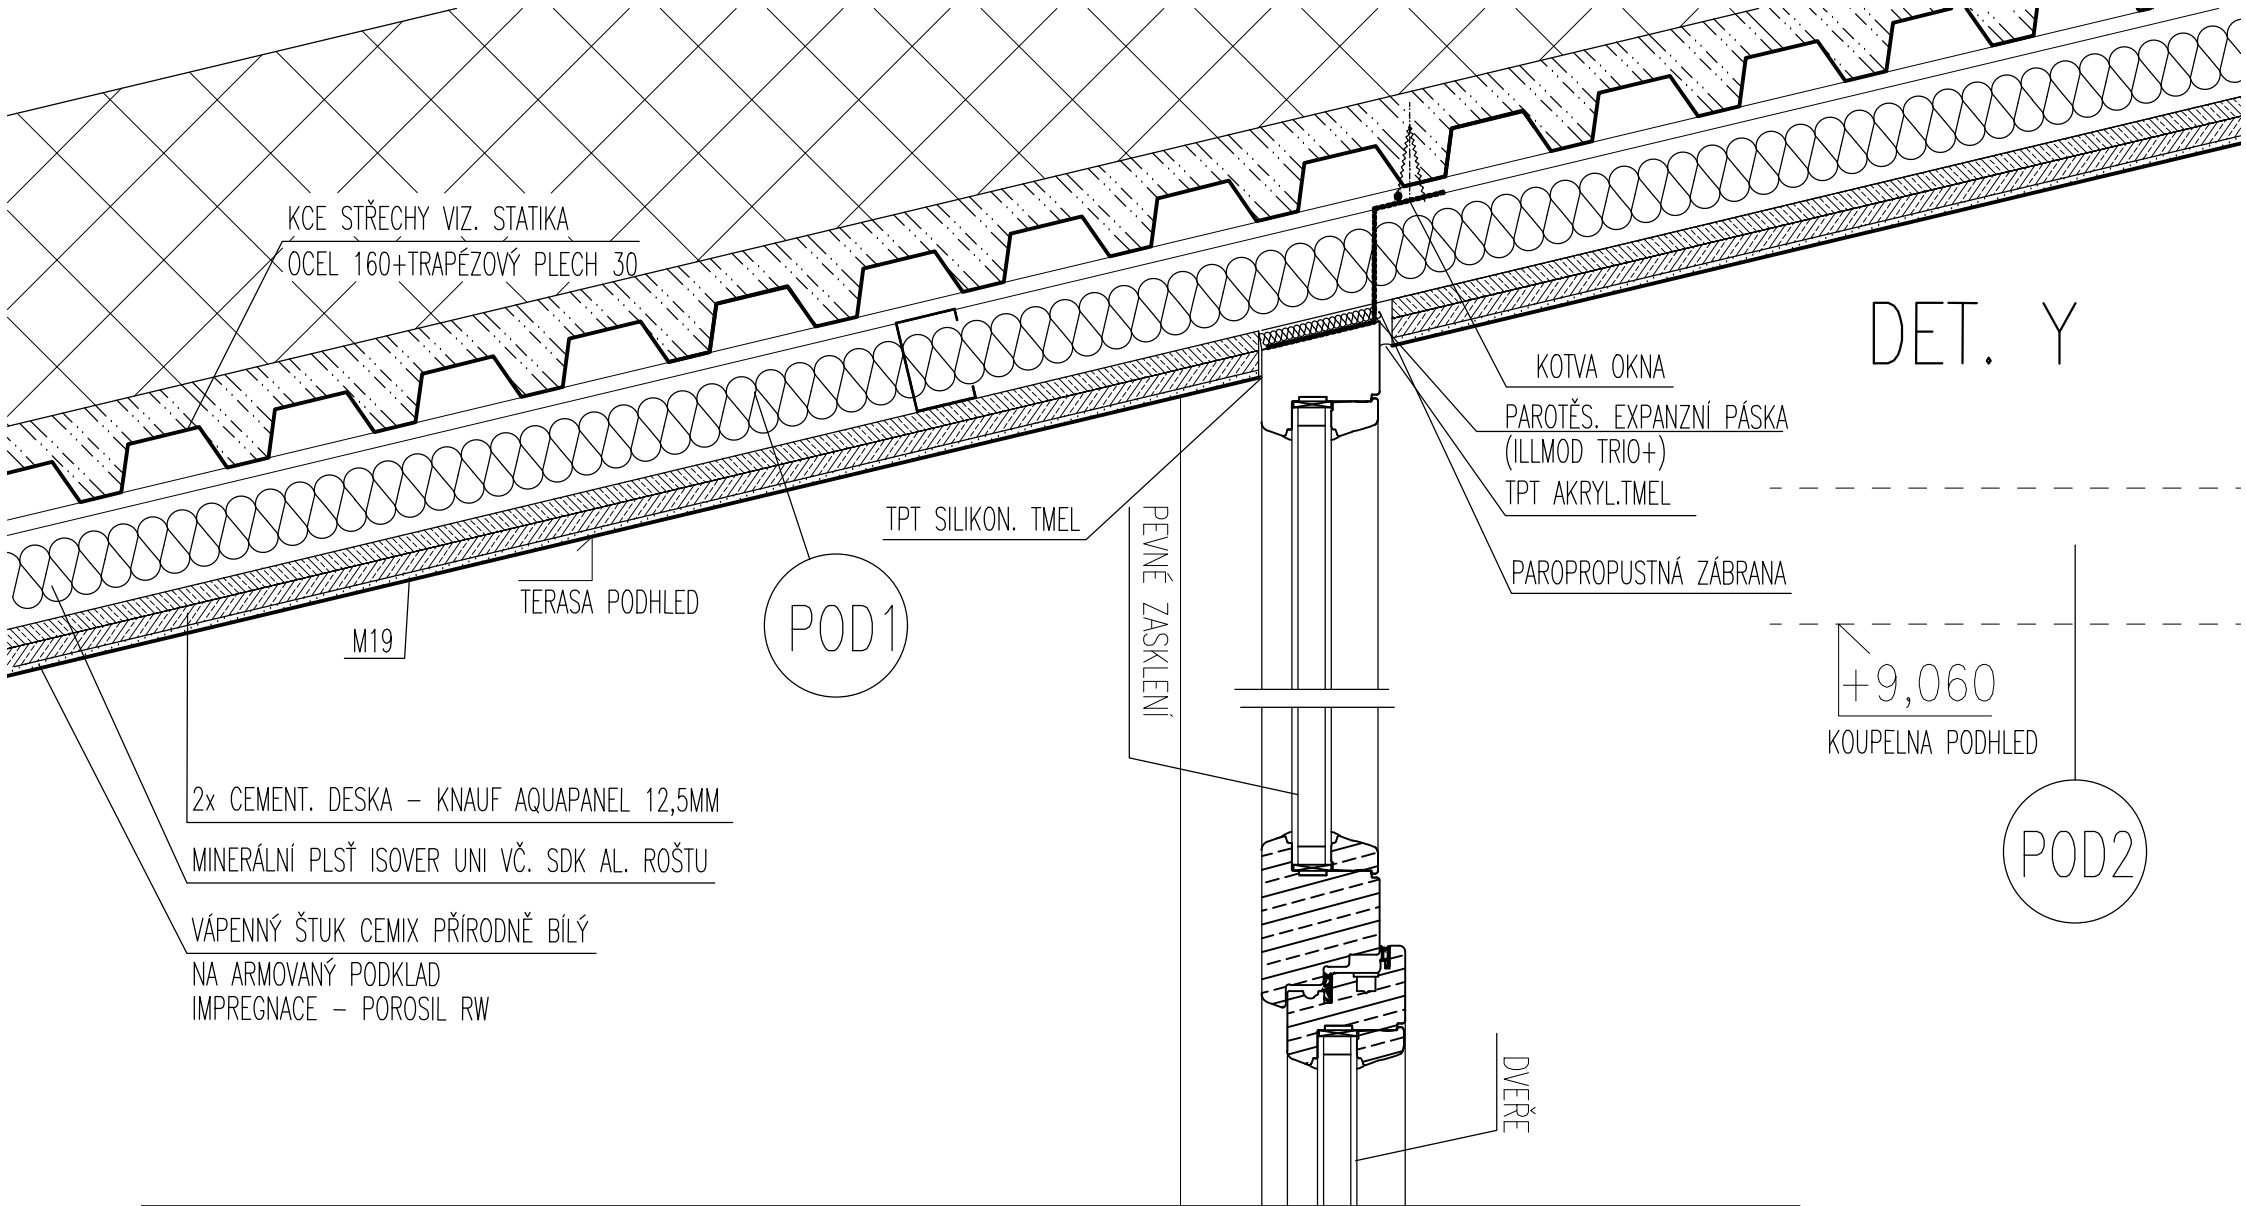 KCE STŘECHY VIZ. STATIKA
OCEL 160+TRAPÉZOVÝ PLECH 30
DET. Y
KOTVA OKNA
PAROTĚS. EXPANZNÍ PÁSKA
(ILLMOD TRIO+)
TPT AKRYL.TMEL
PAROPROPUSTNÁ ZÁBRANA
TPT SILIKON. TMEL
PEVNÉ ZASKLENÍ
TERASA PODHLED
M19
POD1
+9,060
KOUPELNA PODHLED
POD2
2x CEMENT. DESKA – KNAUF AQUAPANEL 12,5MM
MINERÁLNÍ PLSŤ ISOVER UNI VČ. SDK AL. ROŠTU
VÁPENNÝ ŠTUK CEMIX PŘÍRODNĚ BÍLÝ
NA ARMOVANÝ PODKLAD
IMPREGNACE – POROSIL RW
DVEŘE